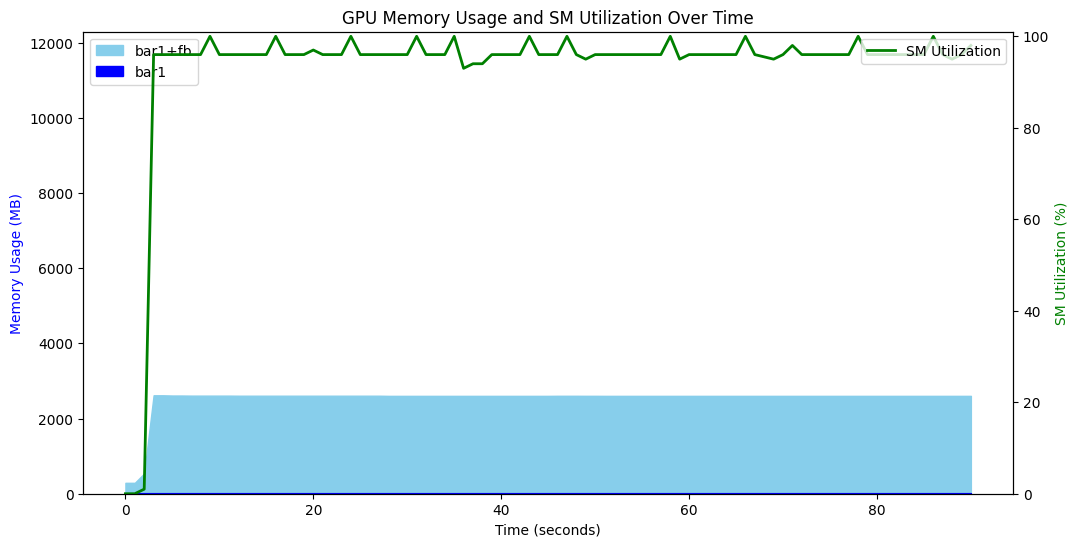 GPU Memory Usage and SM Utilization Over Time
12000
10000
8000
6000
4000
2000
0
Memory Usage (MB)
bar1+fb
bar1
SM Utilization
100
80
60
40
20
0
SM Utilization (%)
0 20 40 60 80
Time (seconds)